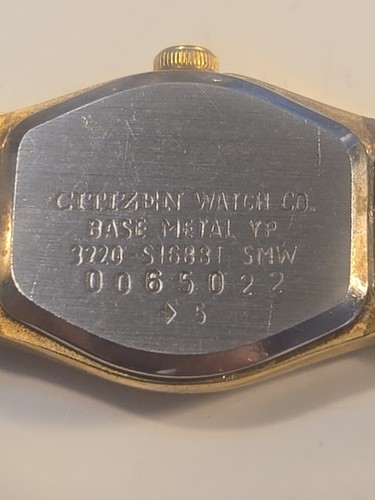 CITIZEN WATCH CO.
BASE METAL YP
3220-S16831 SMW
0065022
5